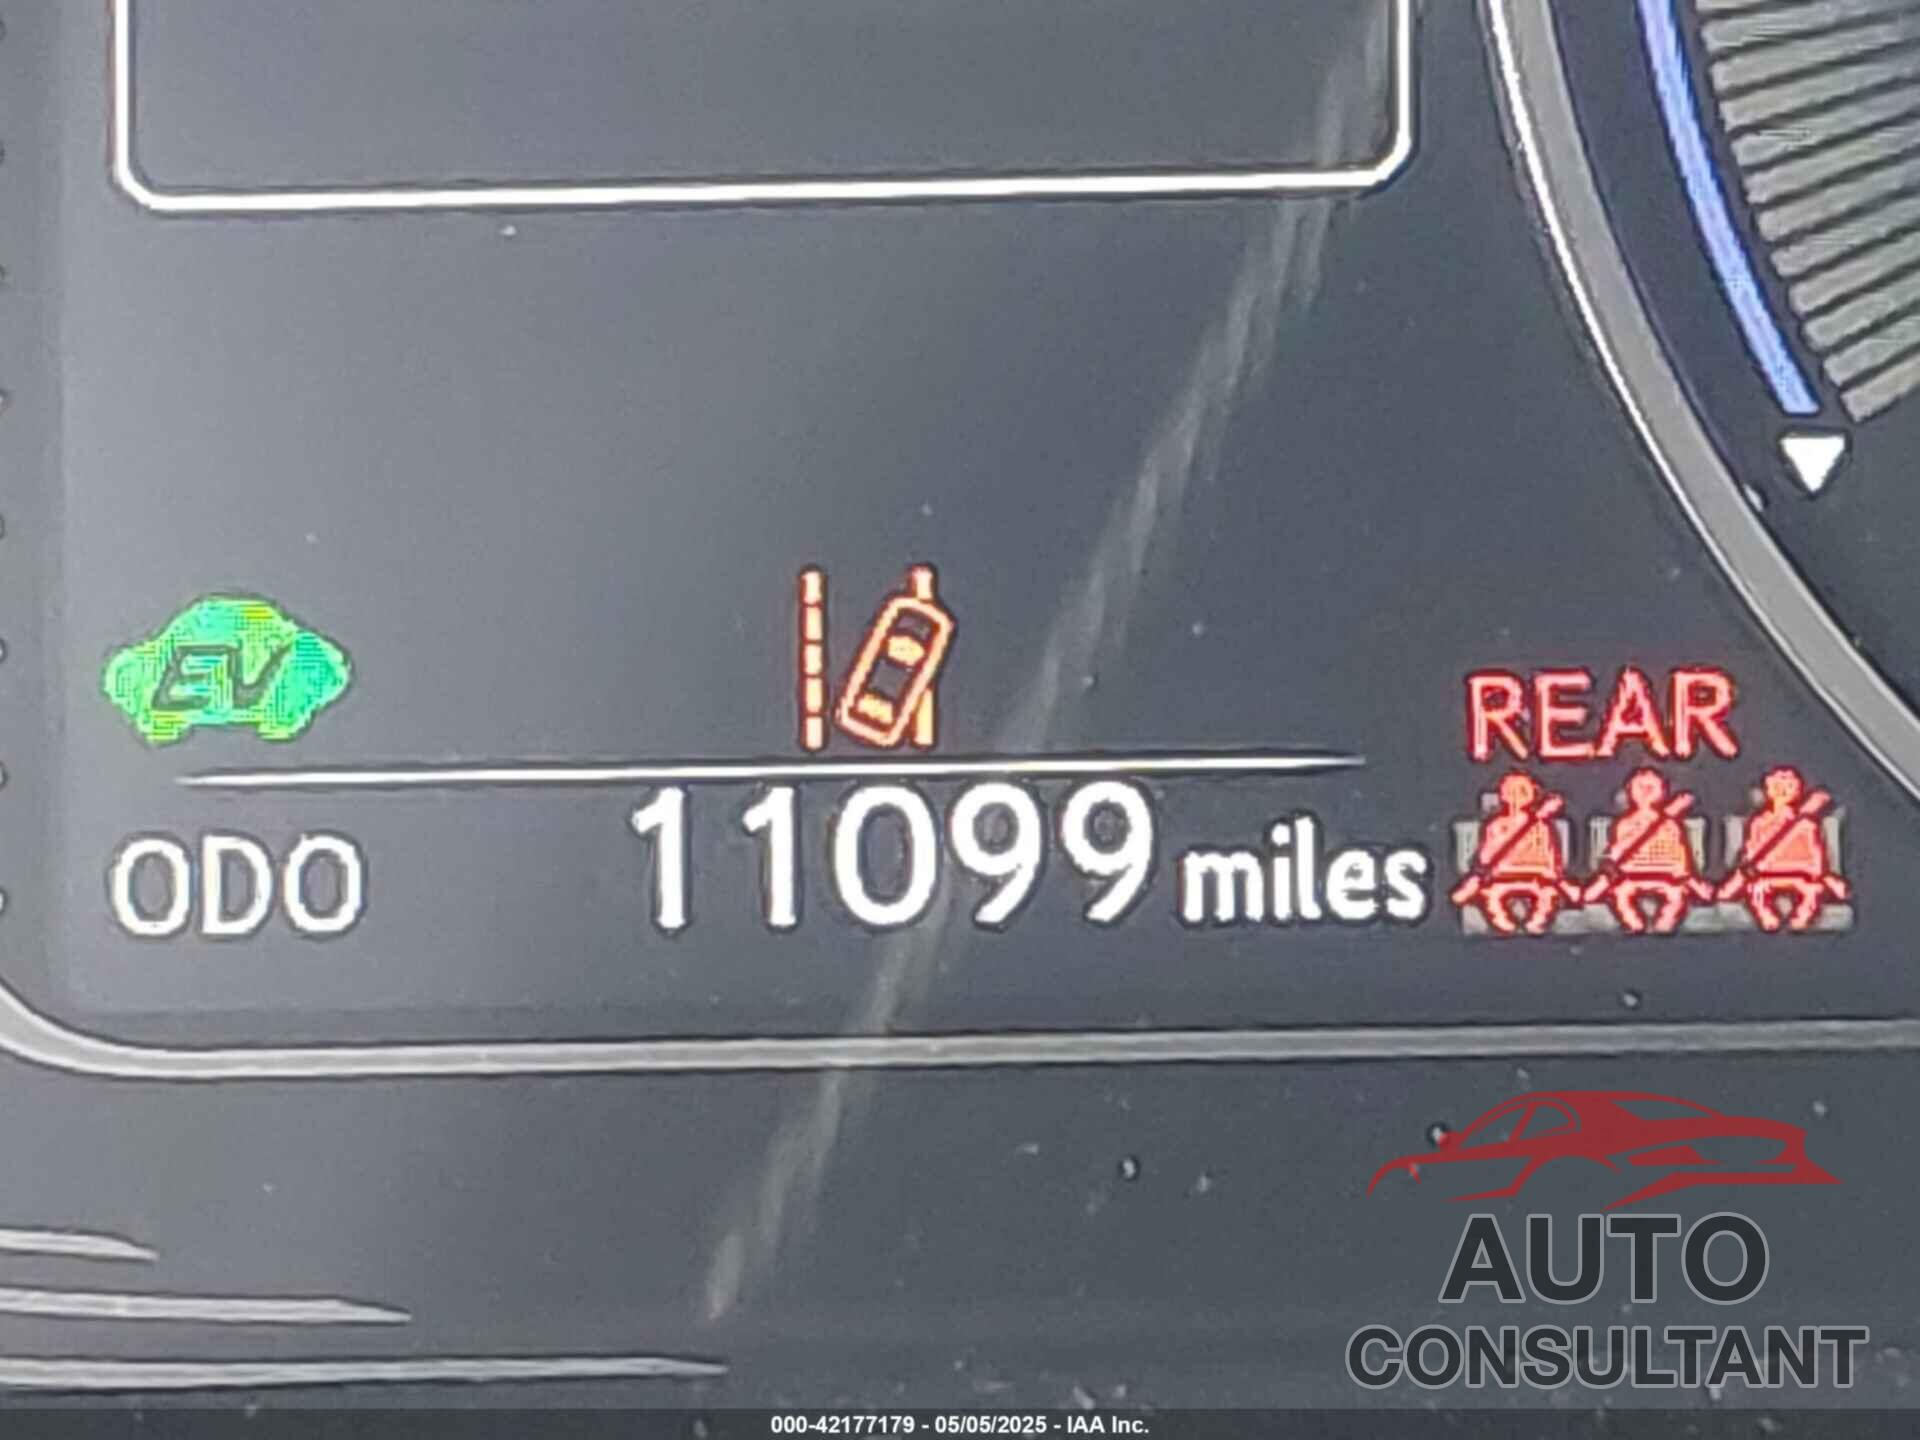 EV
REAR
ODO 11099 miles
AUTO
CONSULTANT
000-42177179 - 05/05/2025 - IAA Inc.